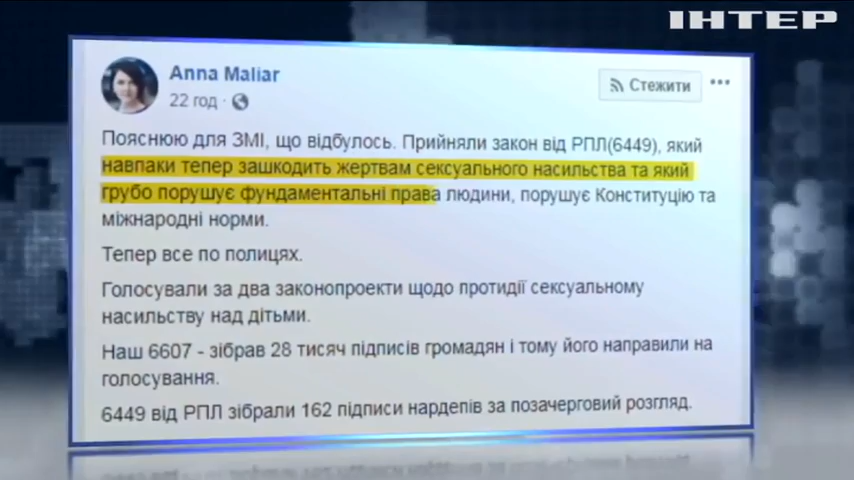 ІНТЕР
Anna Maliar
22 год ·
Стежити
Пояснюю для ЗМІ, що відбулось. Прийняли закон від РПЛ(6449), який
навпаки тепер зашкодить жертвам сексуального насильства та який
грубо порушує фундаментальні права людини, порушує Конституцію та
міжнародні норми.
Тепер все по полицях.
Голосували за два законопроекти щодо протидії сексуальному
насильству над дітьми.
Наш 6607 - зібрав 28 тисяч підписів громадян і тому його направили на
голосування.
6449 від РПЛ зібрали 162 підписи нардепів за позачерговий розгляд.